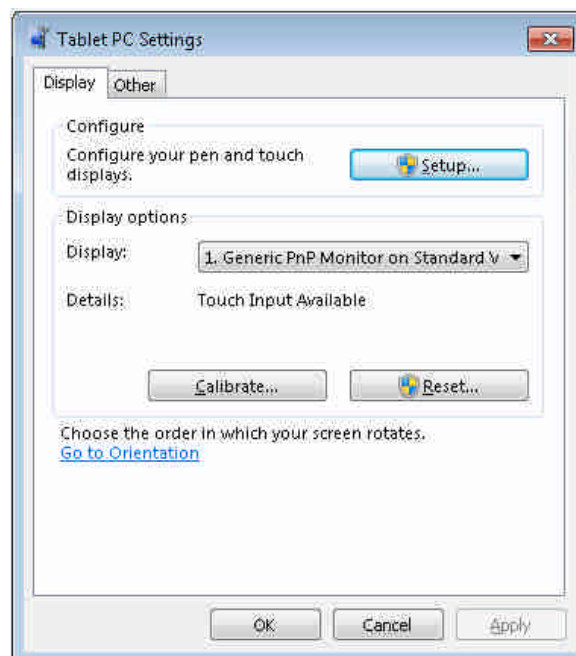 Tablet PC Settings
Display
Other
Configure
Configure your pen and touch
displays.
Setup...
Display options
Display:
1. Generic PnP Monitor on Standard V
Details:
Touch Input Available
Calibrate...
Reset...
Choose the order in which your screen rotates.
Go to Orientation
OK
Cancel
Apply